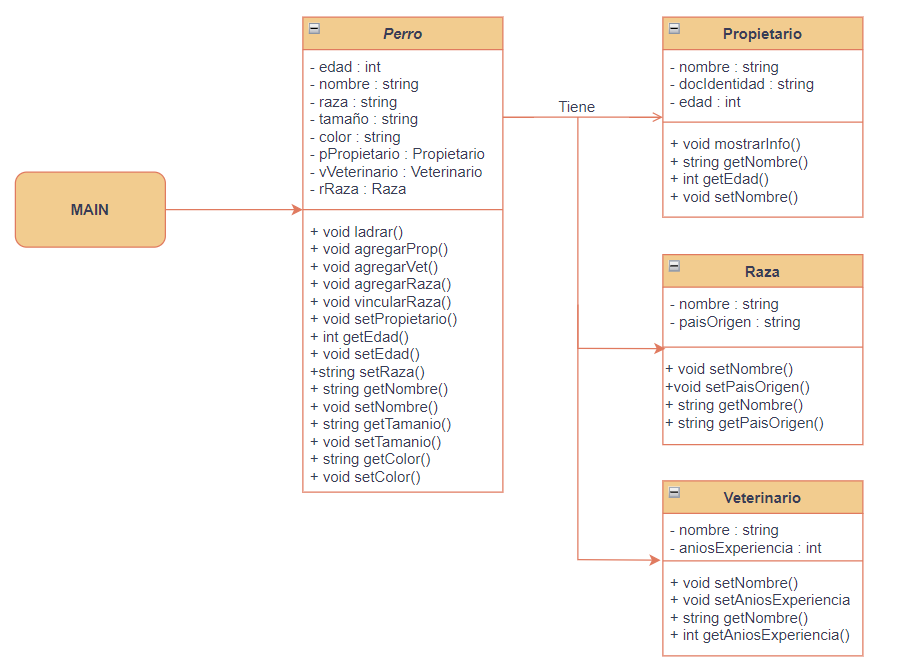 MAIN
Perro
- edad : int
- nombre : string
- raza : string
- tamaño : string
- color : string
- pPropietario : Propietario
- vVeterinario : Veterinario
- rRaza : Raza
+ void ladrar()
+ void agregarProp()
+ void agregarVet()
+ void agregarRaza()
+ void vincularRaza()
+ void setPropietario()
+ int getEdad()
+ void setEdad()
+string setRaza()
+ string getNombre()
+ void setNombre()
+ string getTamanio()
+ void setTamanio()
+ string getColor()
+ void setColor()
Tiene
Propietario
- nombre : string
- docIdentidad : string
- edad : int
+ void mostrarInfo()
+ string getNombre()
+ int getEdad()
+ void setNombre()
Raza
- nombre : string
- paisOrigen : string
+ void setNombre()
+void setPaisOrigen()
+ string getNombre()
+ string getPaisOrigen()
Veterinario
- nombre : string
- aniosExperiencia : int
+ void setNombre()
+ void setAniosExperiencia
+ string getNombre()
+ int getAniosExperiencia()